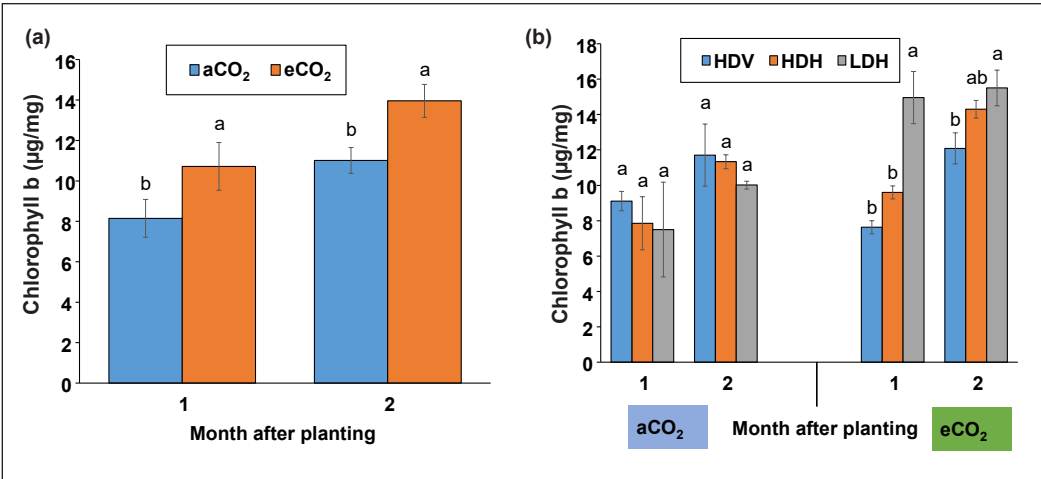 (a)
aCO₂ eCO₂
Chlorophyll b (µg/mg)
16
14
12
10
8
6
4
2
0
b
a
b
a
1 2
Month after planting
(b)
HDV HDH LDH
Chlorophyll b (µg/mg)
18
16
14
12
10
8
6
4
2
0
a a a
a a a
b b a
b ab a
1 2 1 2
aCO₂ Month after planting eCO₂